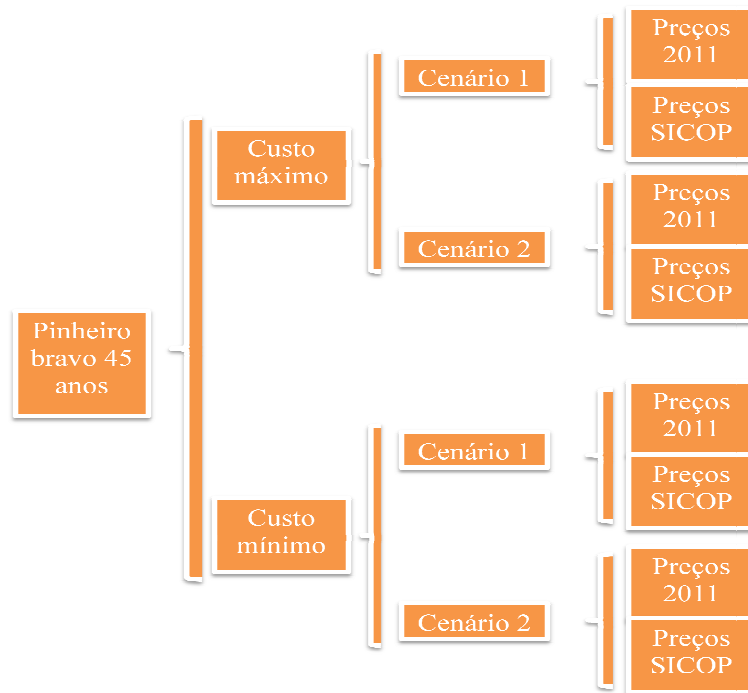 Pinheiro
bravo 45
anos
Custo
máximo
Cenário 1
Preços
2011
Preços
SICOP
Cenário 2
Preços
2011
Preços
SICOP
Custo
mínimo
Cenário 1
Preços
2011
Preços
SICOP
Cenário 2
Preços
2011
Preços
SICOP